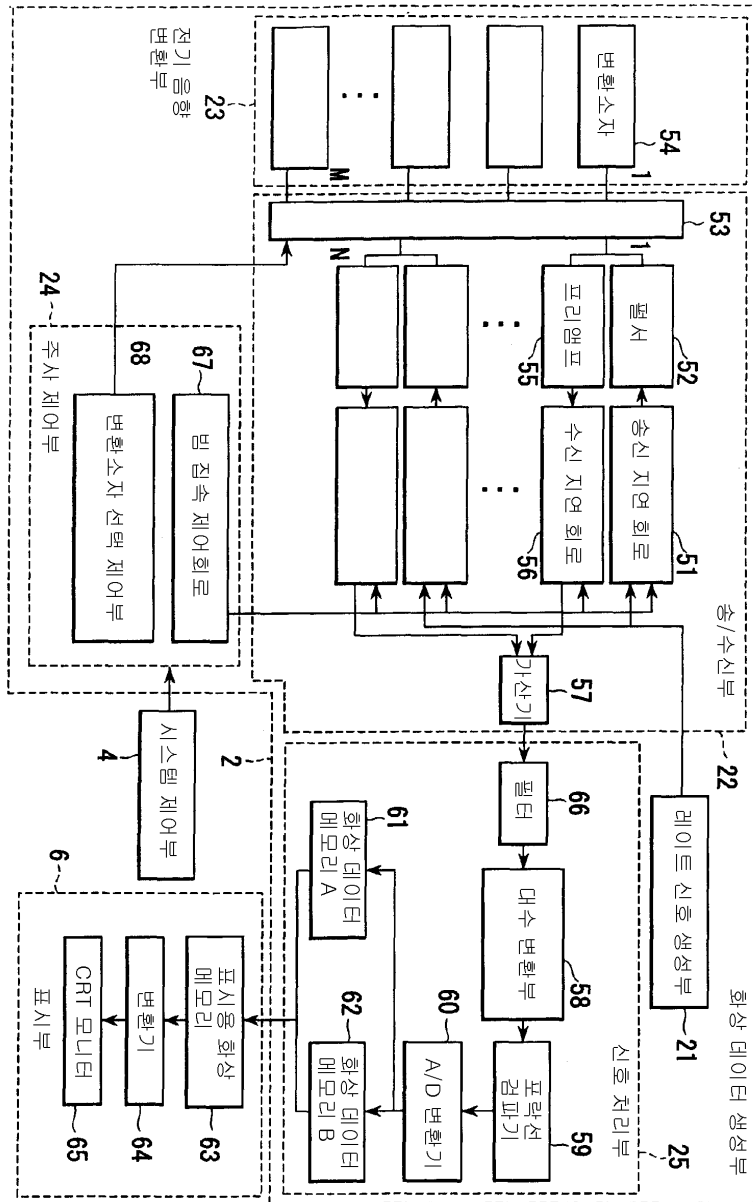 화상 데이터 생성부
레이트 신호 생성부
21
22
송/수신부
송신 지연 회로
51
수신 지연 회로
56
펄서
52
프리앰프
55
...
...
1
N
53
1
M
변환소자
54
...
전기 음향
변환부
23
가산기
57
신호 처리부
25
필터
66
대수 변환부
58
포락선
검파기
59
A/D 변환기
60
화상 데이터
메모리 A
61
화상 데이터
메모리 B
62
24
주사 제어부
67
빔 집속 제어회로
68
변환소자 선택 제어부
시스템 제어부
4
2
6
표시부
표시용 화상
메모리
63
변환기
64
CRT 모니터
65